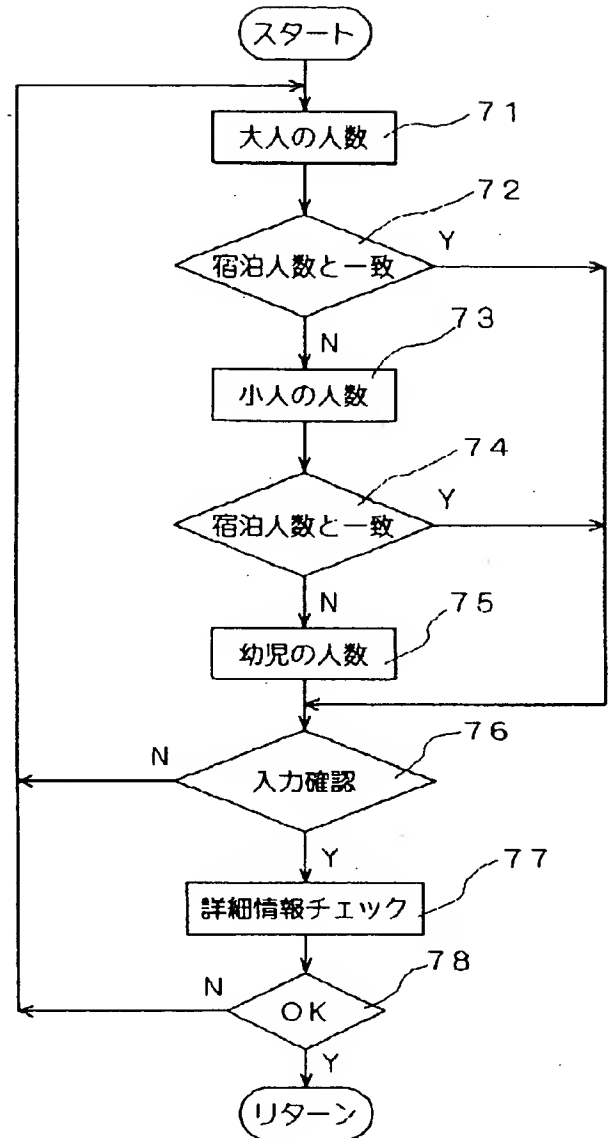 スタート
71
大人の人数
72
宿泊人数と一致
Y
N
73
小人の人数
74
宿泊人数と一致
Y
N
75
幼児の人数
76
N
入力確認
Y
77
詳細情報チェック
78
N
OK
Y
リターン